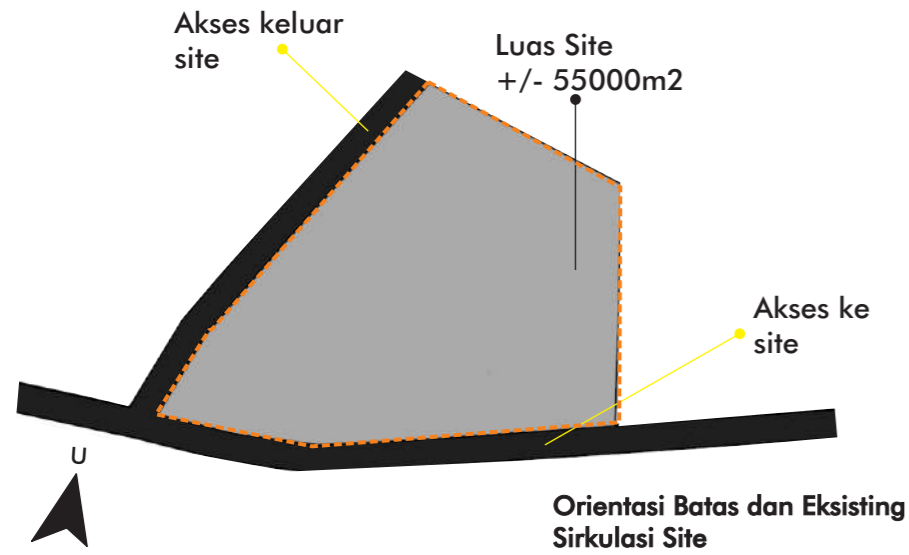 Akses keluar
site
Luas Site
+/- 55000m2
Akses ke
site
U
Orientasi Batas dan Eksisting
Sirkulasi Site